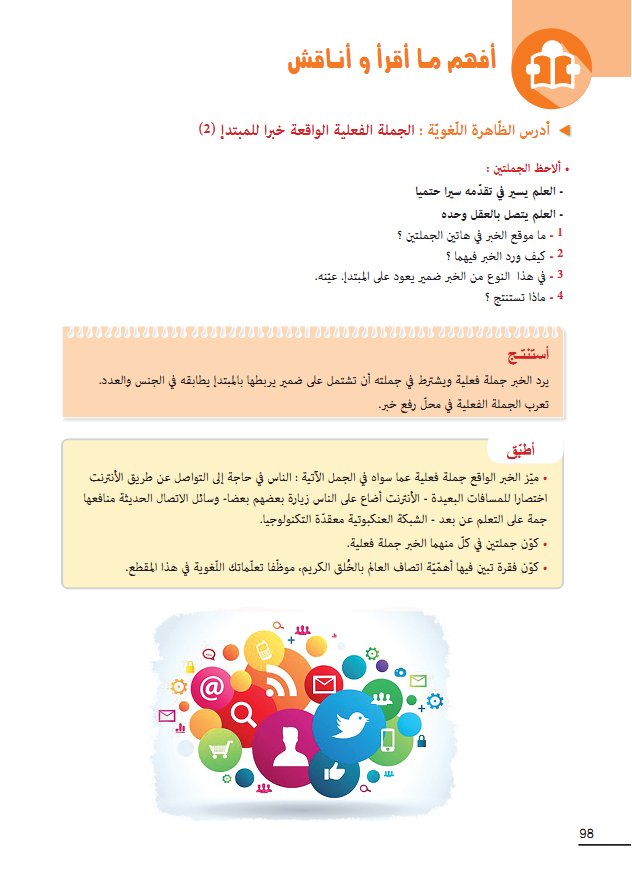 أفهم مـا أقرأ و أنـاقش
◄ أدرس الظّاهرة اللّغويّة : الجملة الفعلية الواقعة خبرا للمبتدإ (2)
• ألاحظ الجملتين :
- العلم يسير في تقدّمه سيرا حتميا
- العلم يتصل بالعقل وحده
1 - ما موقع الخبر في هاتين الجملتين ؟
2 - كيف ورد الخبر فيهما ؟
3 - في هذا النوع من الخبر ضمير يعود على المبتدإ. عيّنه.
4 - ماذا تستنتج ؟
أستـنـتـج
يرد الخبر جملة فعلية ويشترط في جملته أن تشتمل على ضمير يربطها بالمبتدإ يطابقه في الجنس والعدد.
تعرب الجملة الفعلية في محلّ رفع خبر.
أطبّق
• ميّز الخبر الواقع جملة فعلية عما سواه في الجمل الآتية : الناس في حاجة إلى التواصل عن طريق الأنترنت
اختصارا للمسافات البعيدة - الأنترنت أضاع على الناس زيارة بعضهم بعضا- وسائل الاتصال الحديثة منافعها
جمة على التعلم عن بعد - الشبكة العنكبوتية معقدّة التكنولوجيا.
• كوّن جملتين في كلّ منهما الخبر جملة فعلية.
• كوّن فقرة تبين فيها أهمّيّة اتصاف العالم بالخُلق الكريم، موظّفا تعلّماتك اللّغوية في هذا المقطع.
98